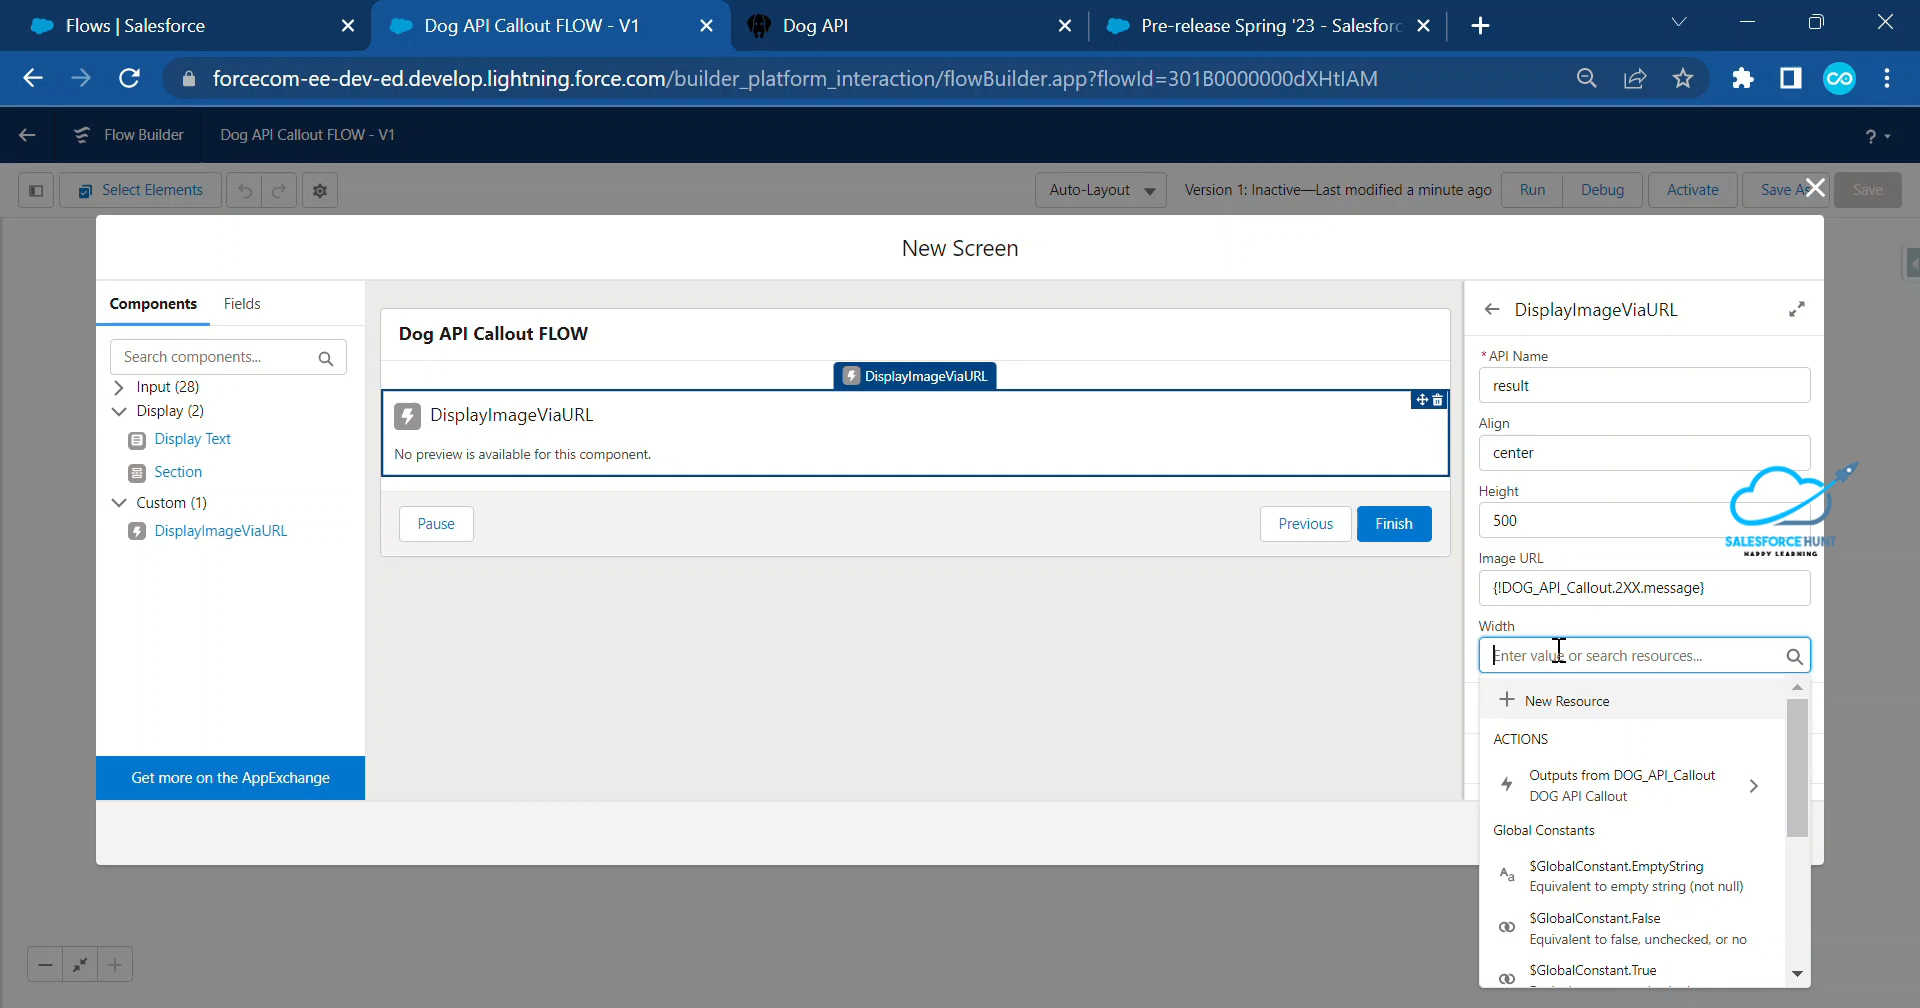 Flows | Salesforce
Dog API Callout FLOW - V1
Dog API
Pre-release Spring '23 - Salesforc
forcecom-ee-dev-ed.develop.lightning.force.com/builder_platform_interaction/flowBuilder.app?flowId=301B0000000dXHtIAM
Flow Builder
Dog API Callout FLOW - V1
?
Select Elements
Auto-Layout
Version 1: Inactive—Last modified a minute ago
Run
Debug
Activate
Save As
Save
New Screen
Components
Fields
Search components...
Input (28)
Display (2)
Display Text
Section
Custom (1)
DisplayImageViaURL
Get more on the AppExchange
Dog API Callout FLOW
DisplayImageViaURL
DisplayImageViaURL
No preview is available for this component.
Pause
Previous
Finish
DisplayImageViaURL
* API Name
result
Align
center
Height
500
SALESFORCE HUNT
HAPPY LEARNING
Image URL
{!DOG_API_Callout.2XX.message}
Width
Enter value or search resources...
New Resource
ACTIONS
Outputs from DOG_API_Callout
DOG API Callout
Global Constants
Aa
$GlobalConstant.EmptyString
Equivalent to empty string (not null)
$GlobalConstant.False
Equivalent to false, unchecked, or no
$GlobalConstant.True